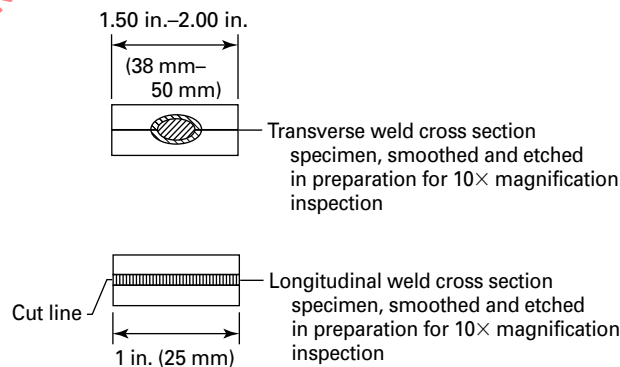 1.50 in.–2.00 in.
(38 mm–
50 mm)
Transverse weld cross section
specimen, smoothed and etched
in preparation for 10× magnification
inspection
Longitudinal weld cross section
specimen, smoothed and etched
in preparation for 10× magnification
inspection
Cut line
1 in. (25 mm)